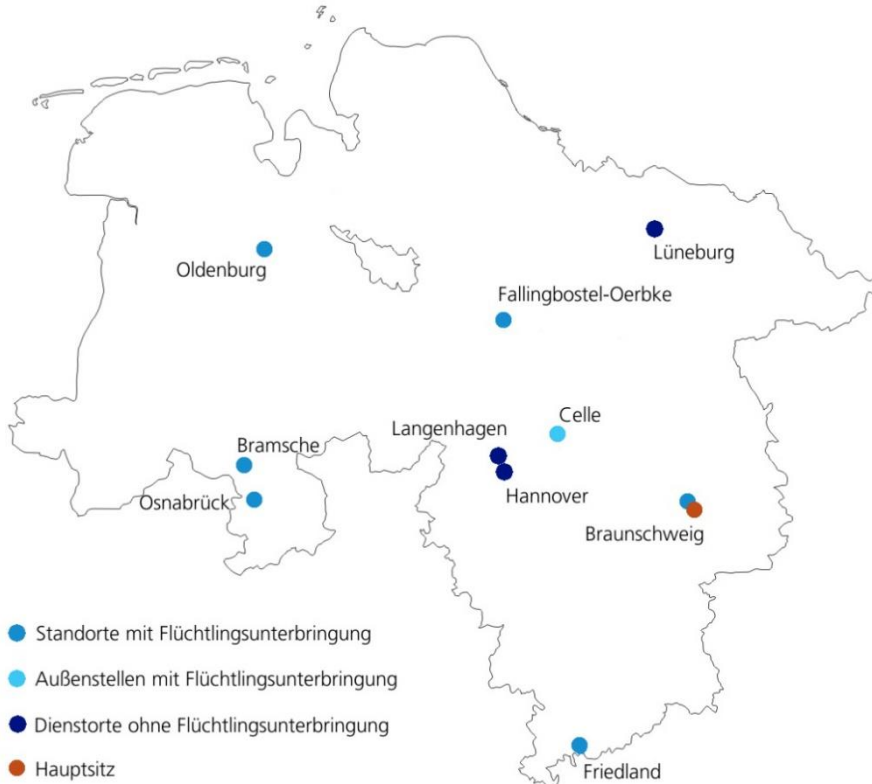 Lüneburg
Oldenburg
Fallingbostel-Oerbke
Celle
Langenhagen
Bramsche
Hannover
Osnabrück
Braunschweig
Standorte mit Flüchtlingsunterbringung
Außenstellen mit Flüchtlingsunterbringung
Dienstorte ohne Flüchtlingsunterbringung
Hauptsitz
Friedland